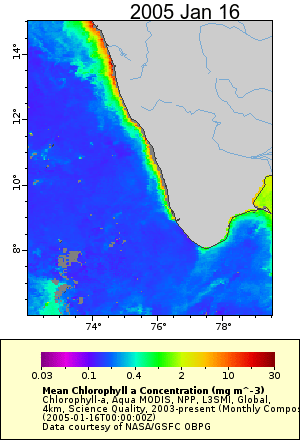 2005 Jan 16
14°
12°
10°
8°
74°
76°
78°
0.03
0.1
0.4
2
10
30
Mean Chlorophyll a Concentration (mg m^-3)
Chlorophyll-a, Aqua MODIS, NPP, L3SMI, Global,
4km, Science Quality, 2003-present (Monthly Compos
(2005-01-16T00:00:00Z)
Data courtesy of NASA/GSFC OBPG